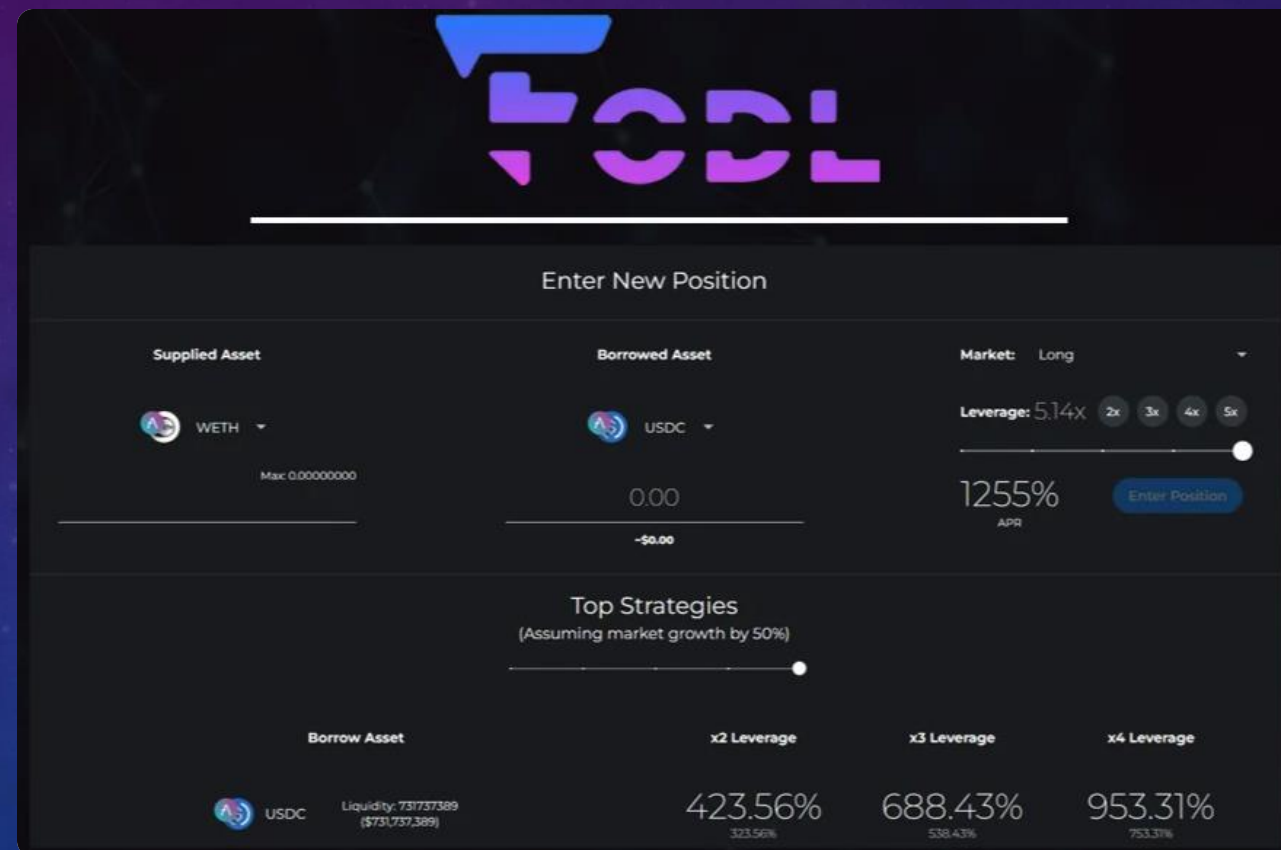 FODL
Enter New Position
Supplied Asset
Borrowed Asset
Market: Long
WETH
USDC
Leverage: 5.14x 2x 3x 4x 5x
Max: 0.00000000
0.00
~$0.00
1255%
APR
Enter Position
Top Strategies
(Assuming market growth by 50%)
Borrow Asset
x2 Leverage
x3 Leverage
x4 Leverage
USDC
Liquidity: 731737389
($731,737,389)
423.56%
688.43%
953.31%
323.56%
538.43%
753.31%